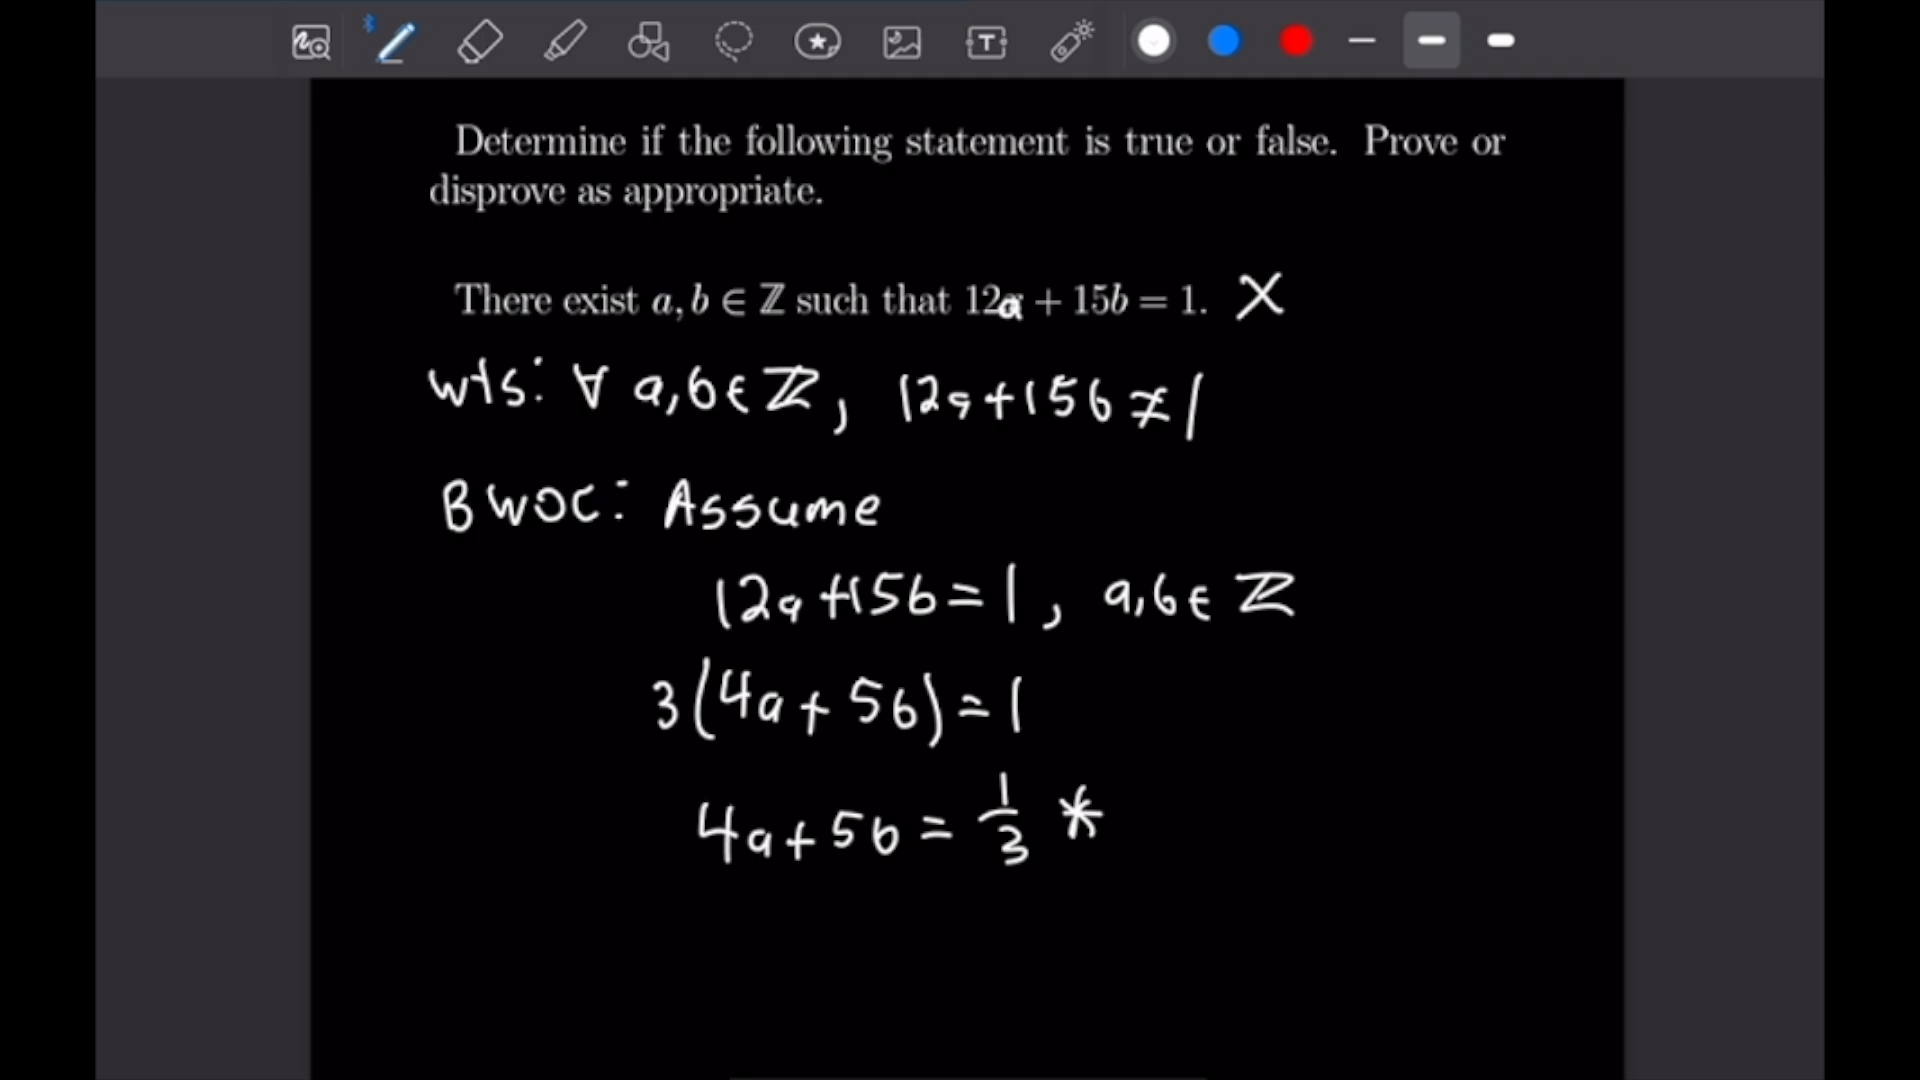 Determine if the following statement is true or false. Prove or
disprove as appropriate.
There exist a, b ∈ ℤ such that 12a + 15b = 1. X
wts: ∀ a,b ∈ ℤ, 12a+15b ≠ 1
BWOC: Assume
12a+15b=1, a,b ∈ ℤ
3(4a+5b)=1
4a+5b = 1/3 *